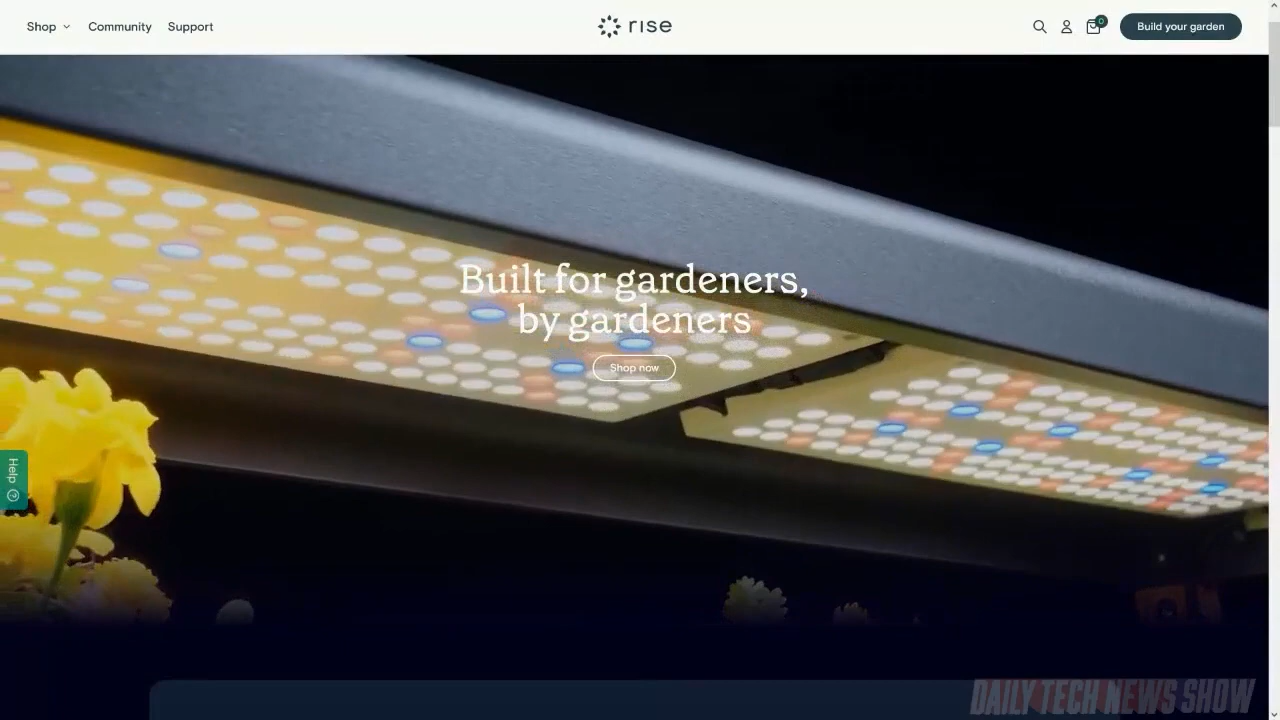 Shop
Community
Support
rise
0
Build your garden
Built for gardeners,
by gardeners
Shop now
Help
DAILY TECH NEWS SHOW